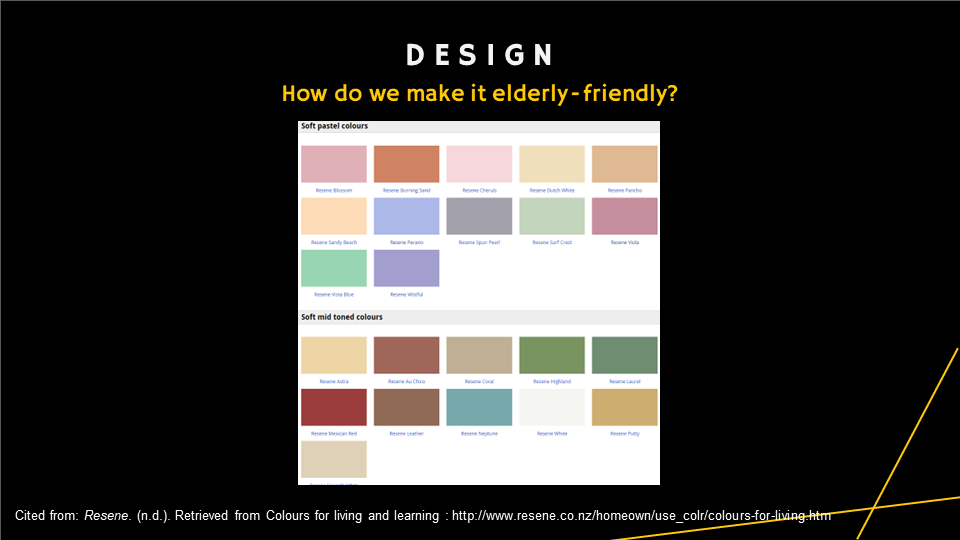 DESIGN
How do we make it elderly-friendly?
Soft pastel colours
Resene Blossom Resene Burning Sand Resene Cherub Resene Dutch White Resene Pancho
Resene Sandy Beach Resene Perano Resene Spun Pearl Resene Surf Crest Resene Viola
Resene Vista Blue Resene Wistful
Soft mid toned colours
Resene Astra Resene Au Chico Resene Coral Resene Highland Resene Laurel
Resene Mexican Red Resene Leather Resene Neptune Resene White Resene Putty
Cited from: Resene. (n.d.). Retrieved from Colours for living and learning : http://www.resene.co.nz/homeown/use_colr/colours-for-living.htm